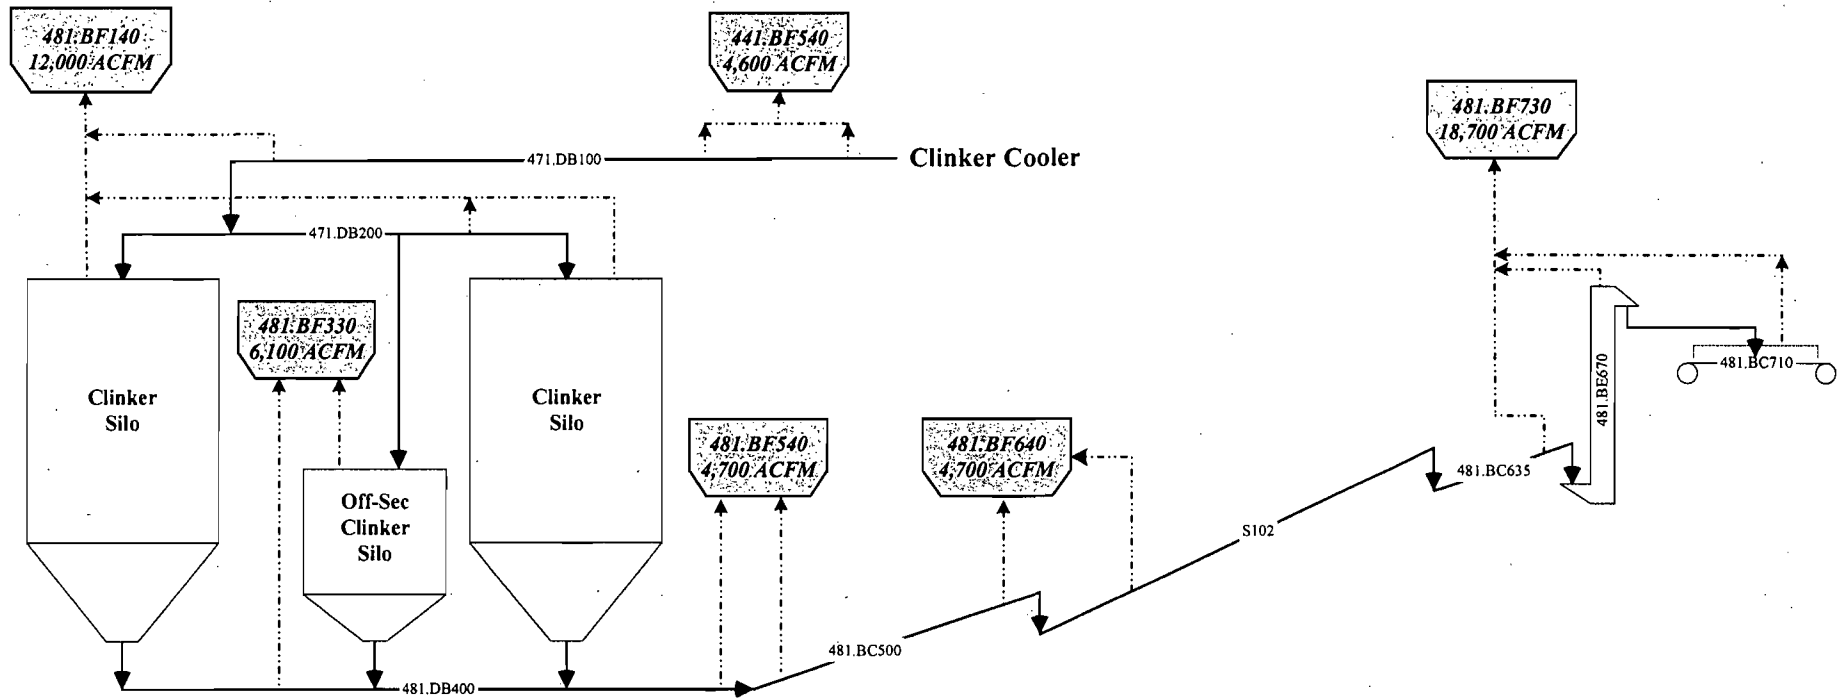 481.BF140
12,000 ACFM
441.BF540
4,600 ACFM
481.BF730
18,700 ACFM
471.DB100
Clinker Cooler
471.DB200
481.BF330
6,100 ACFM
Clinker
Silo
Clinker
Silo
481.BE670
481.BC710
481.BF540
4,700 ACFM
481.BF640
4,700 ACFM
481.BC635
Off-Sec
Clinker
Silo
S102
481.BC500
481.DB400